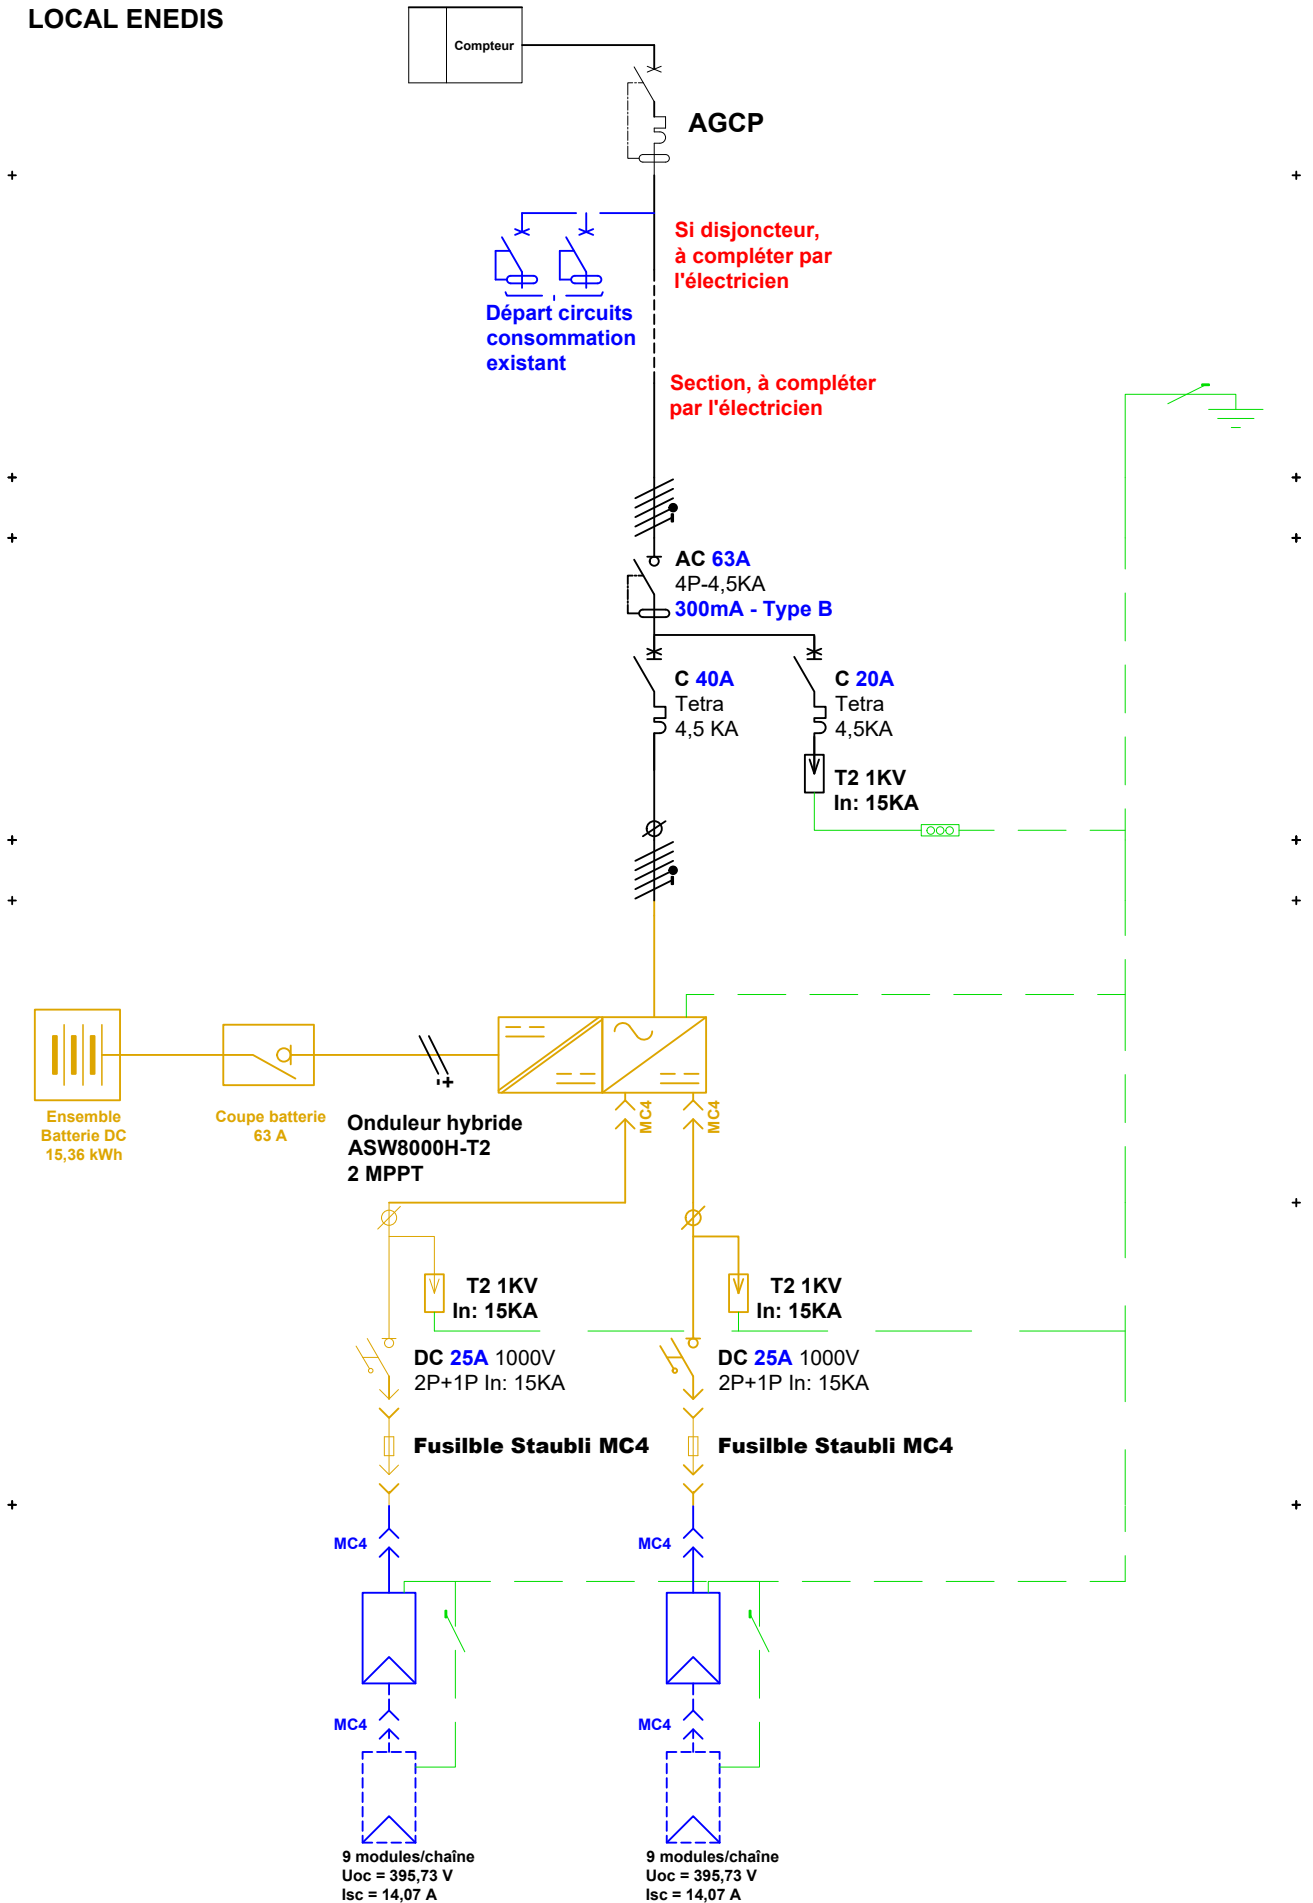 LOCAL ENEDIS
Compteur
AGCP
Si disjoncteur,
à compléter par
l'électricien
Départ circuits
consommation
existant
Section, à compléter
par l'électricien
AC 63A
4P-4,5KA
300mA - Type B
C 40A
Tetra
4,5 KA
C 20A
Tetra
4,5KA
T2 1KV
In: 15KA
Ensemble
Batterie DC
15,36 kWh
Coupe batterie
63 A
Onduleur hybride
ASW8000H-T2
2 MPPT
MC4
MC4
T2 1KV
In: 15KA
T2 1KV
In: 15KA
DC 25A 1000V
2P+1P In: 15KA
DC 25A 1000V
2P+1P In: 15KA
Fusilble Staubli MC4
Fusilble Staubli MC4
MC4
MC4
MC4
MC4
9 modules/chaîne
Uoc = 395,73 V
Isc = 14,07 A
9 modules/chaîne
Uoc = 395,73 V
Isc = 14,07 A